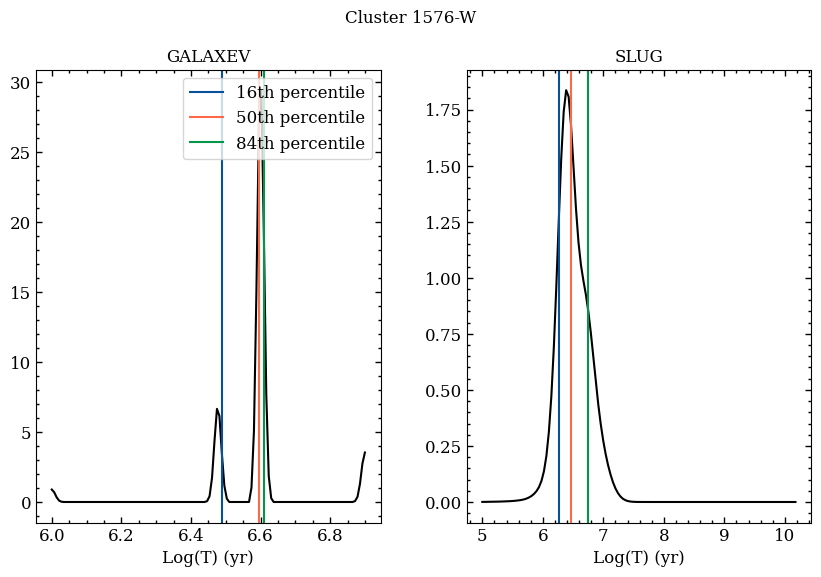 Cluster 1576-W
GALAXEV
30
25
20
15
10
5
0
16th percentile
50th percentile
84th percentile
6.0 6.2 6.4 6.6 6.8
Log(T) (yr)
SLUG
1.75
1.50
1.25
1.00
0.75
0.50
0.25
0.00
5 6 7 8 9 10
Log(T) (yr)